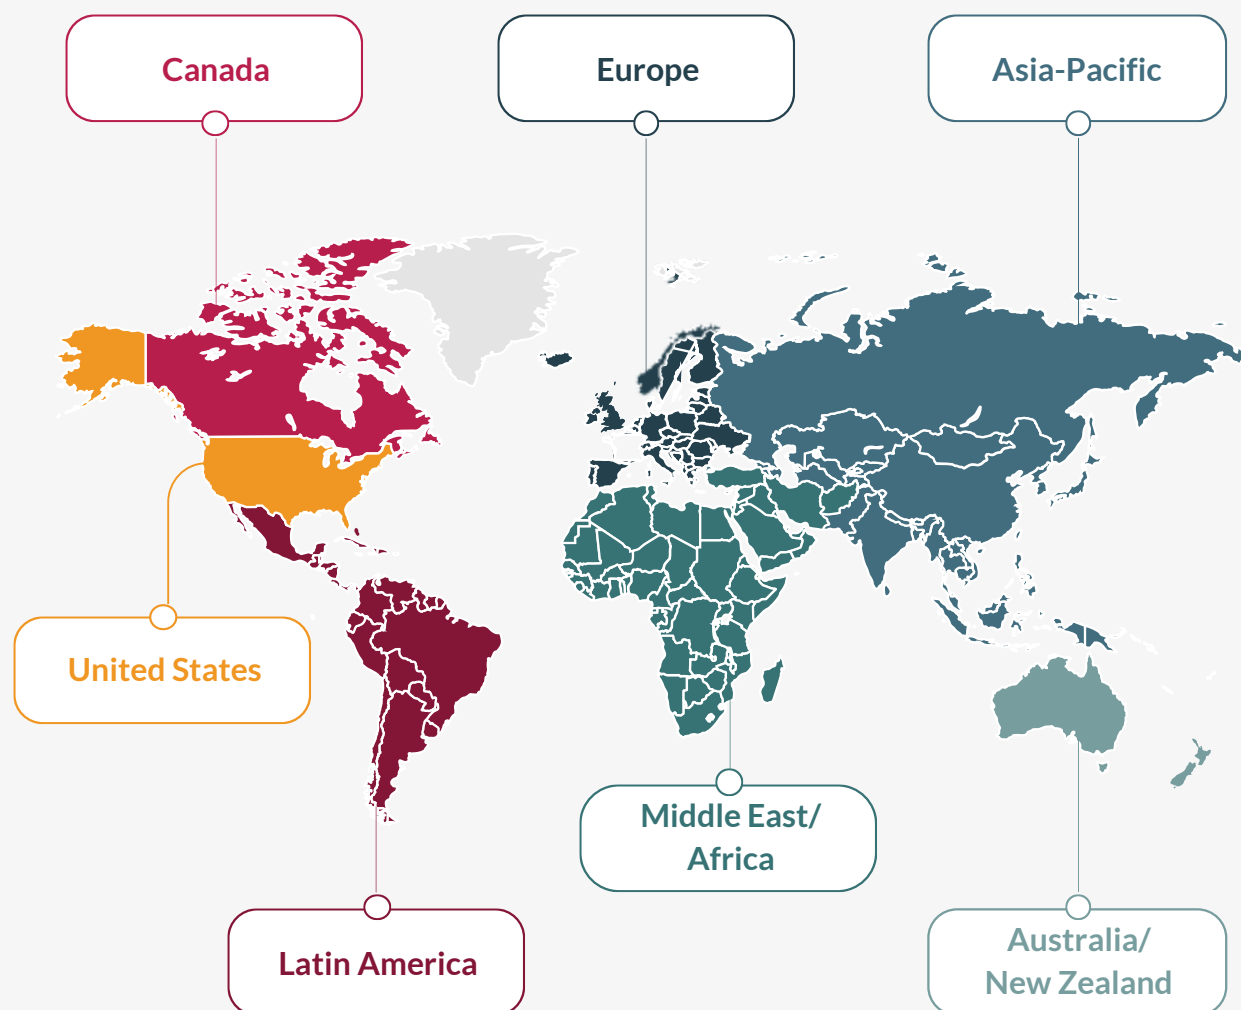 Canada
Europe
Asia-Pacific
United States
Middle East/
Africa
Latin America
Australia/
New Zealand